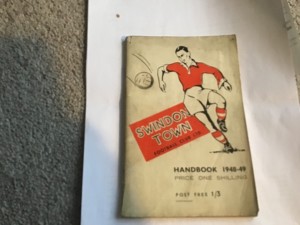 SWINDON
TOWN
FOOTBALL CLUB LTD
HANDBOOK 1948-49
PRICE ONE SHILLING
POST FREE 1/3